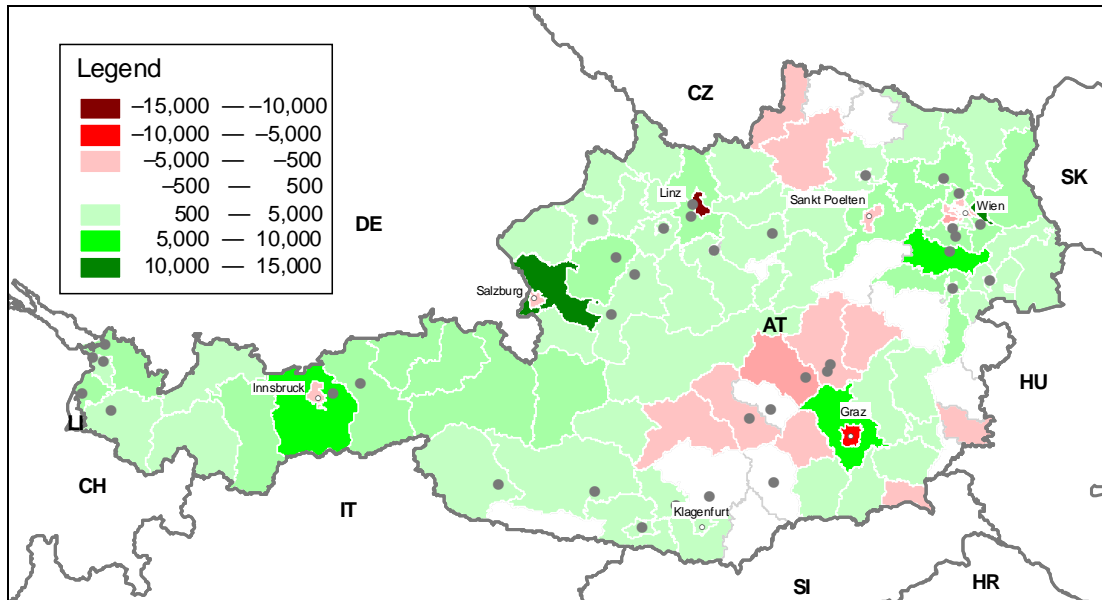 Legend
–15,000 — –10,000
–10,000 — –5,000
–5,000 — –500
–500 500
500 — 5,000
5,000 — 10,000
10,000 — 15,000
CZ
SK
DE
Linz
Sankt Poelten
Wien
Salzburg
AT
Innsbruck
HU
Graz
LI
CH
IT
Klagenfurt
SI
HR